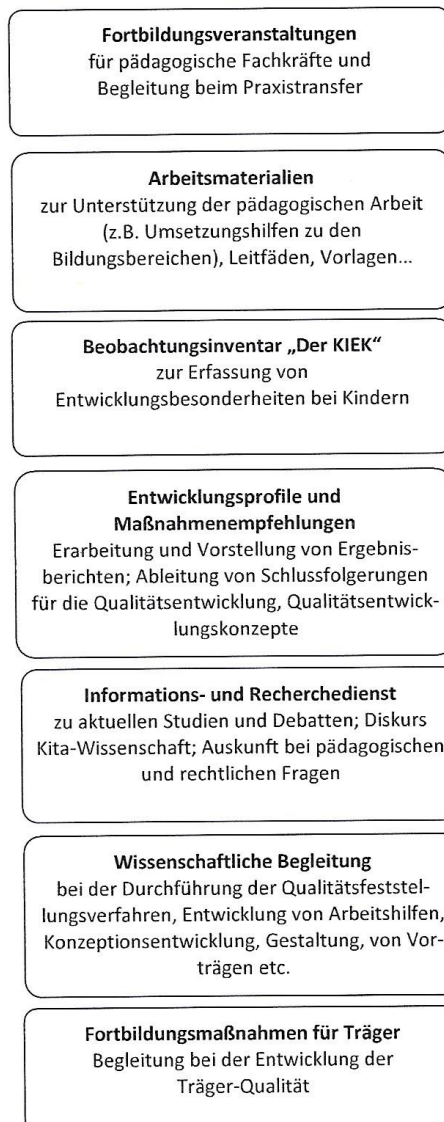 Fortbildungsveranstaltungen
für pädagogische Fachkräfte und
Begleitung beim Praxistransfer
Arbeitsmaterialien
zur Unterstützung der pädagogischen Arbeit
(z.B. Umsetzungshilfen zu den
Bildungsbereichen), Leitfäden, Vorlagen...
Beobachtungsinventar „Der KIEK“
zur Erfassung von
Entwicklungsbesonderheiten bei Kindern
Entwicklungsprofile und
Maßnahmenempfehlungen
Erarbeitung und Vorstellung von Ergebnis-
berichten; Ableitung von Schlussfolgerungen
für die Qualitätsentwicklung, Qualitätsentwick-
lungskonzepte
Informations- und Recherchedienst
zu aktuellen Studien und Debatten; Diskurs
Kita-Wissenschaft; Auskunft bei pädagogischen
und rechtlichen Fragen
Wissenschaftliche Begleitung
bei der Durchführung der Qualitätsfeststel-
lungsverfahren, Entwicklung von Arbeitshilfen,
Konzeptionsentwicklung, Gestaltung, von Vor-
trägen etc.
Fortbildungsmaßnahmen für Träger
Begleitung bei der Entwicklung der
Träger-Qualität